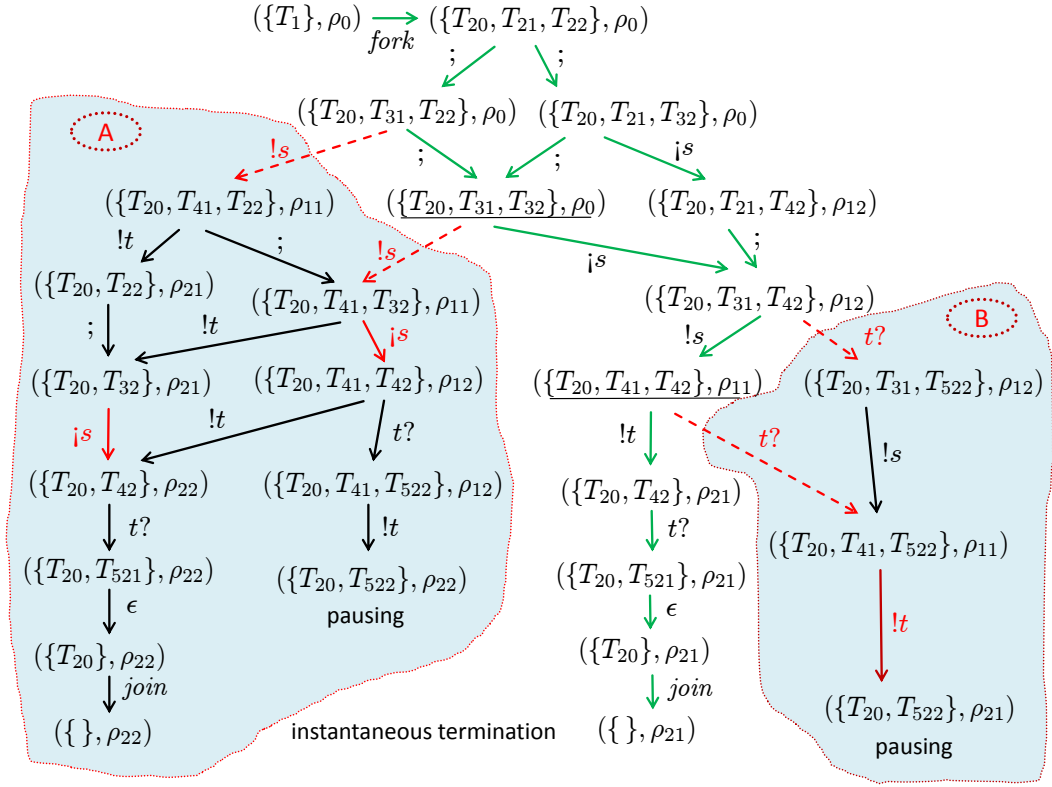 ({T₁}, ρ₀) fork ({T₂₀, T₂₁, T₂₂}, ρ₀)
; ;
({T₂₀, T₃₁, T₂₂}, ρ₀) ({T₂₀, T₂₁, T₃₂}, ρ₀)
A
!s ; ; ¡s
({T₂₀, T₄₁, T₂₂}, ρ₁₁) ({T₂₀, T₃₁, T₃₂}, ρ₀) ({T₂₀, T₂₁, T₄₂}, ρ₁₂)
!t ; !s ¡s ;
({T₂₀, T₂₂}, ρ₂₁) ({T₂₀, T₄₁, T₃₂}, ρ₁₁) ({T₂₀, T₃₁, T₄₂}, ρ₁₂)
B
; !t ¡s !s t?
({T₂₀, T₃₂}, ρ₂₁) ({T₂₀, T₄₁, T₄₂}, ρ₁₂) ({T₂₀, T₄₁, T₄₂}, ρ₁₁) ({T₂₀, T₃₁, T₅₂₂}, ρ₁₂)
¡s !t t? !t t? !s
({T₂₀, T₄₂}, ρ₂₂) ({T₂₀, T₄₁, T₅₂₂}, ρ₁₂) ({T₂₀, T₄₂}, ρ₂₁)
t? !t t?
({T₂₀, T₄₁, T₅₂₂}, ρ₁₁)
({T₂₀, T₅₂₁}, ρ₂₂) ({T₂₀, T₅₂₂}, ρ₂₂) ({T₂₀, T₅₂₁}, ρ₂₁)
pausing
ϵ ϵ !t
({T₂₀}, ρ₂₂) ({T₂₀}, ρ₂₁)
join join
({T₂₀, T₅₂₂}, ρ₂₁)
({ }, ρ₂₂) instantaneous termination ({ }, ρ₂₁) pausing